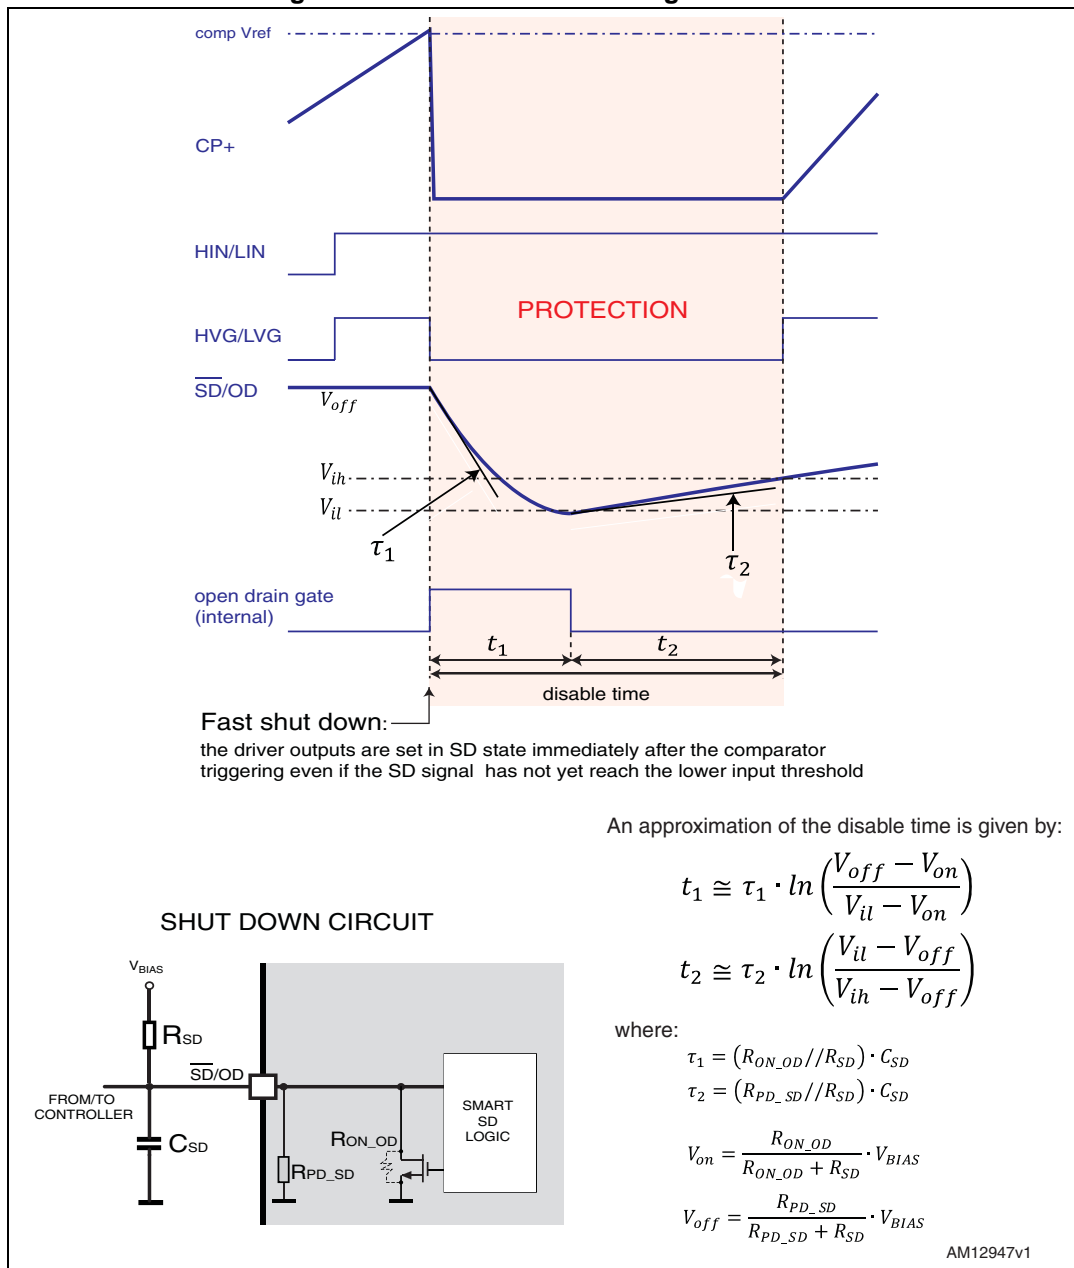 comp Vref
CP+
HIN/LIN
PROTECTION
HVG/LVG
SD/OD
V_off
V_ih
V_il
τ_1
τ_2
open drain gate
(internal)
t_1
t_2
disable time
Fast shut down:
the driver outputs are set in SD state immediately after the comparator
triggering even if the SD signal has not yet reach the lower input threshold
An approximation of the disable time is given by:
t_1 ≅ τ_1 · ln((V_off − V_on)/(V_il − V_on))
t_2 ≅ τ_2 · ln((V_il − V_off)/(V_ih − V_off))
where:
τ_1 = (R_ON_OD//R_SD) · C_SD
τ_2 = (R_PD_SD//R_SD) · C_SD
V_on = R_ON_OD/(R_ON_OD + R_SD) · V_BIAS
V_off = R_PD_SD/(R_PD_SD + R_SD) · V_BIAS
SHUT DOWN CIRCUIT
VBIAS
RSD
SD/OD
FROM/TO
CONTROLLER
CSD
RPD_SD
RON_OD
SMART
SD
LOGIC
AM12947v1